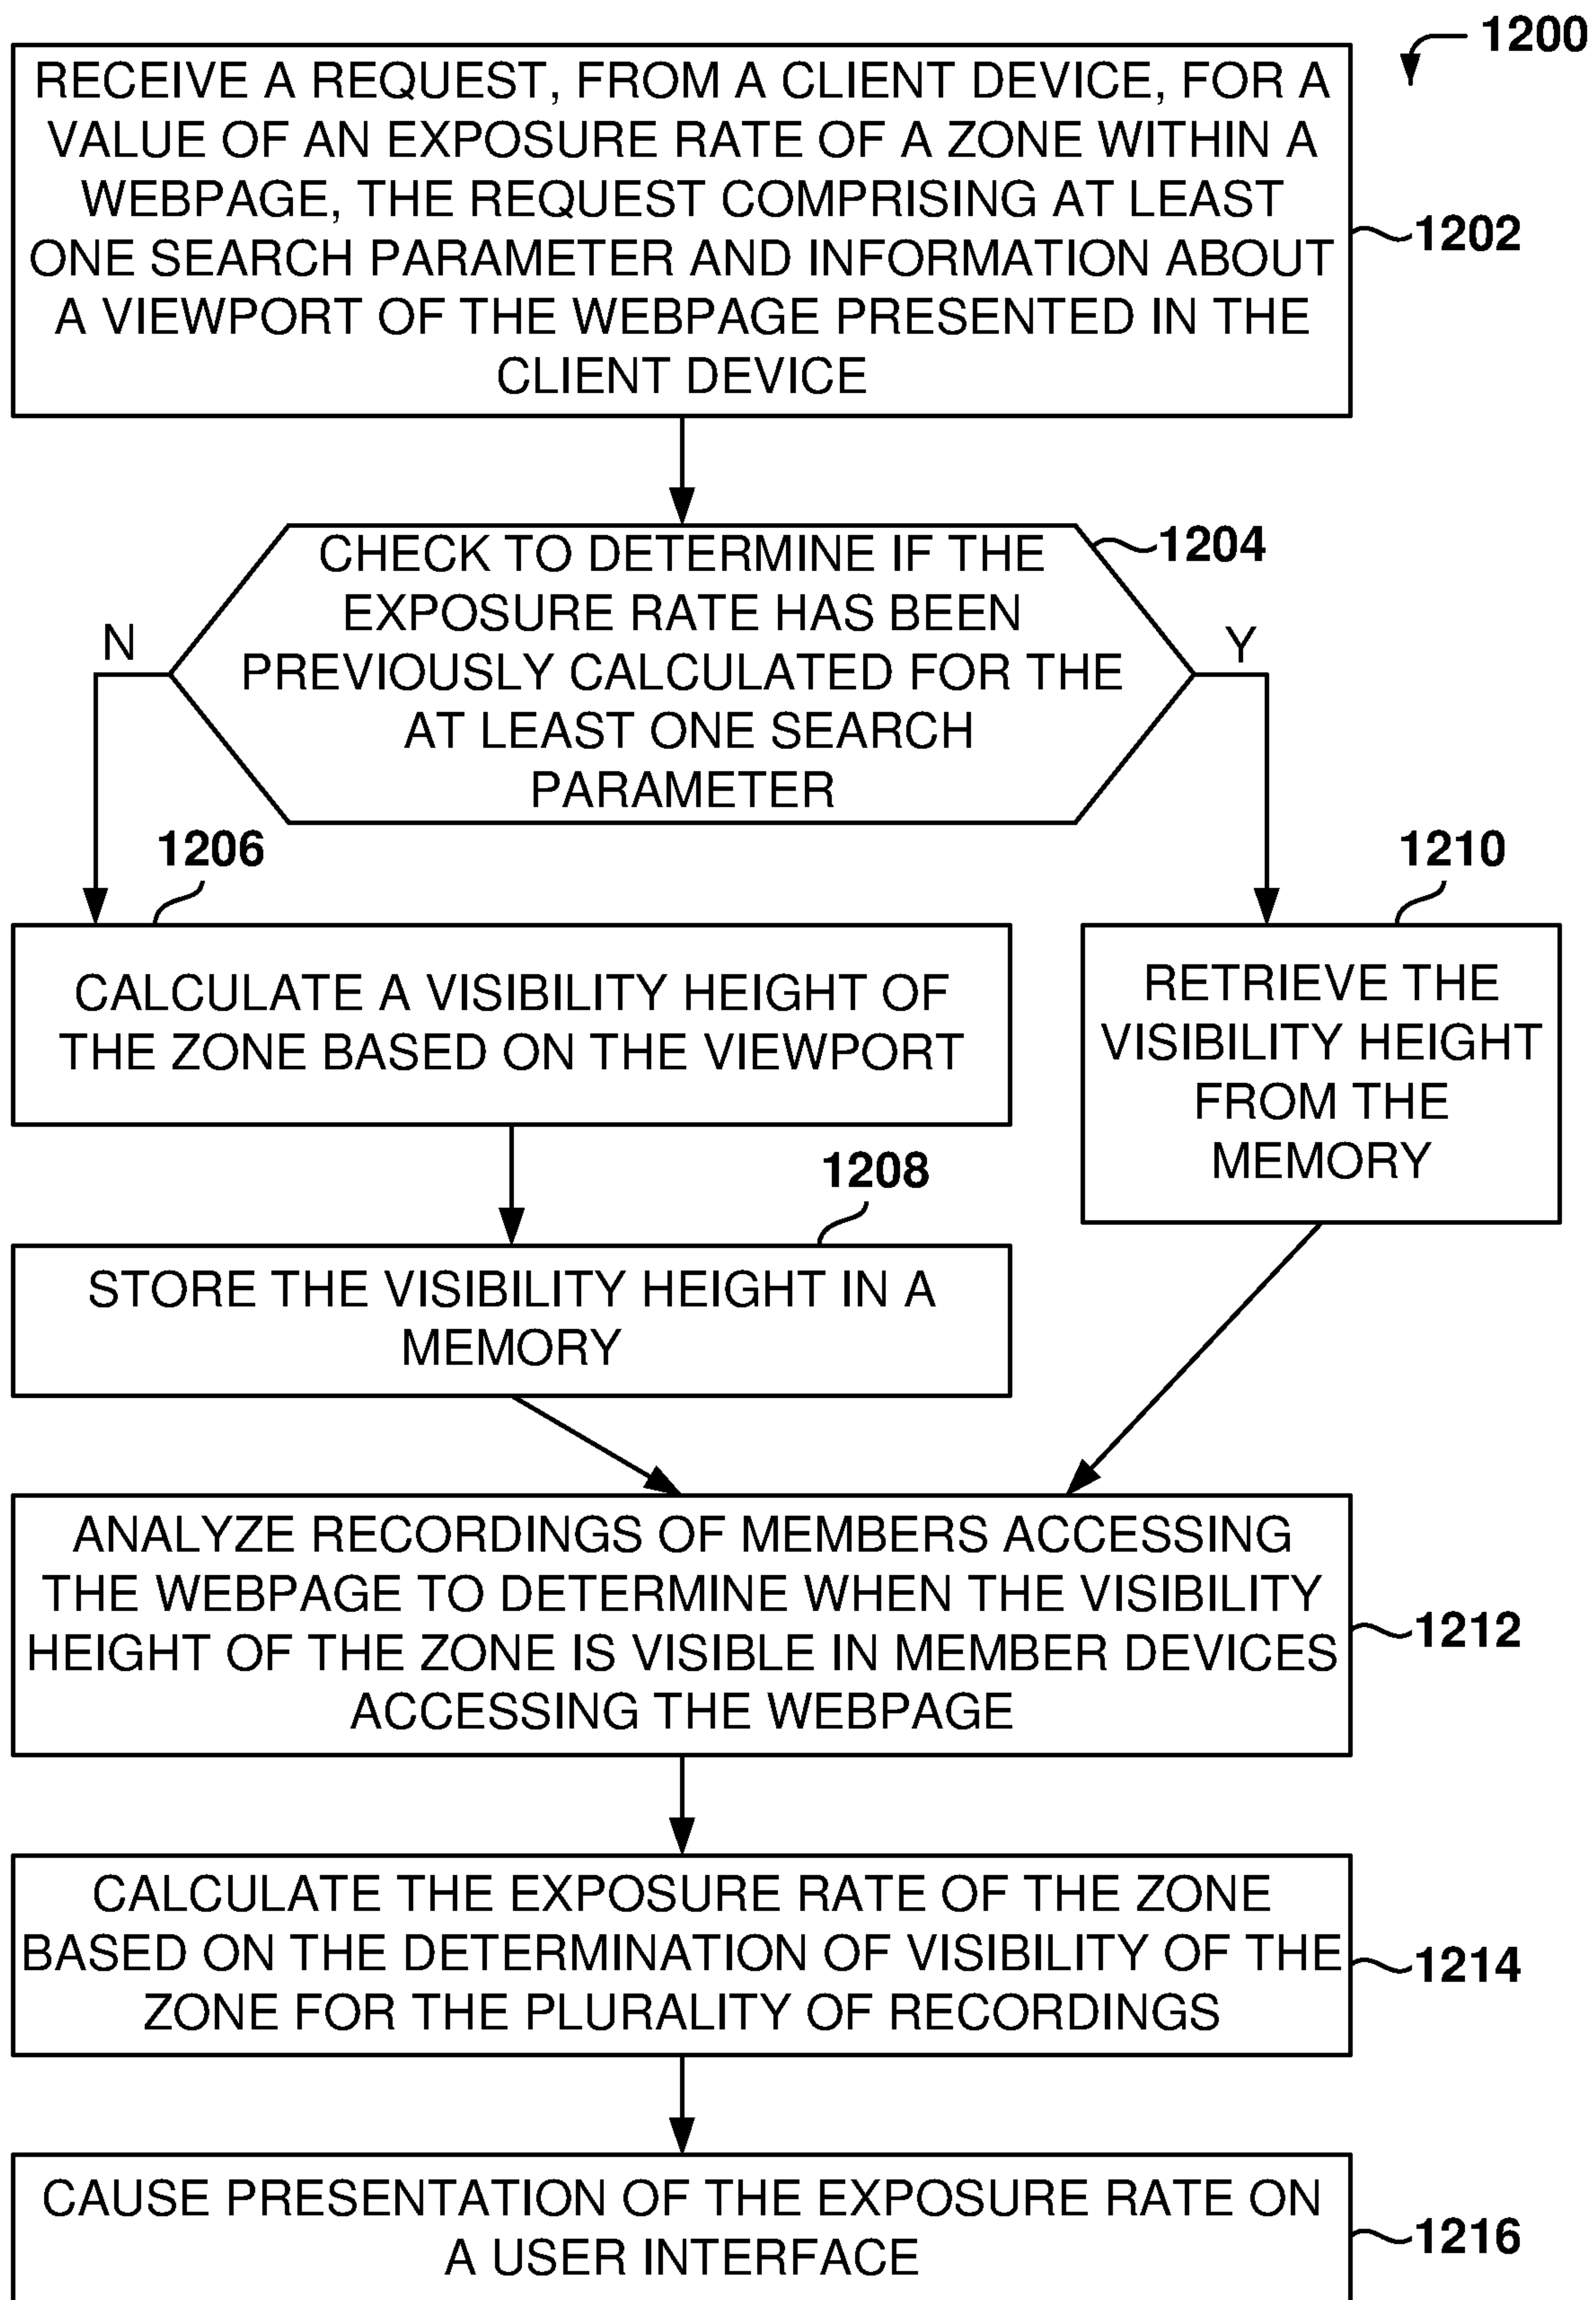 1200
RECEIVE A REQUEST, FROM A CLIENT DEVICE, FOR A
VALUE OF AN EXPOSURE RATE OF A ZONE WITHIN A
WEBPAGE, THE REQUEST COMPRISING AT LEAST
ONE SEARCH PARAMETER AND INFORMATION ABOUT
A VIEWPORT OF THE WEBPAGE PRESENTED IN THE
CLIENT DEVICE
1202
CHECK TO DETERMINE IF THE
EXPOSURE RATE HAS BEEN
PREVIOUSLY CALCULATED FOR THE
AT LEAST ONE SEARCH
PARAMETER
1204
N
Y
1206
CALCULATE A VISIBILITY HEIGHT OF
THE ZONE BASED ON THE VIEWPORT
1210
RETRIEVE THE
VISIBILITY HEIGHT
FROM THE
MEMORY
1208
STORE THE VISIBILITY HEIGHT IN A
MEMORY
ANALYZE RECORDINGS OF MEMBERS ACCESSING
THE WEBPAGE TO DETERMINE WHEN THE VISIBILITY
HEIGHT OF THE ZONE IS VISIBLE IN MEMBER DEVICES
ACCESSING THE WEBPAGE
1212
CALCULATE THE EXPOSURE RATE OF THE ZONE
BASED ON THE DETERMINATION OF VISIBILITY OF THE
ZONE FOR THE PLURALITY OF RECORDINGS
1214
CAUSE PRESENTATION OF THE EXPOSURE RATE ON
A USER INTERFACE
1216